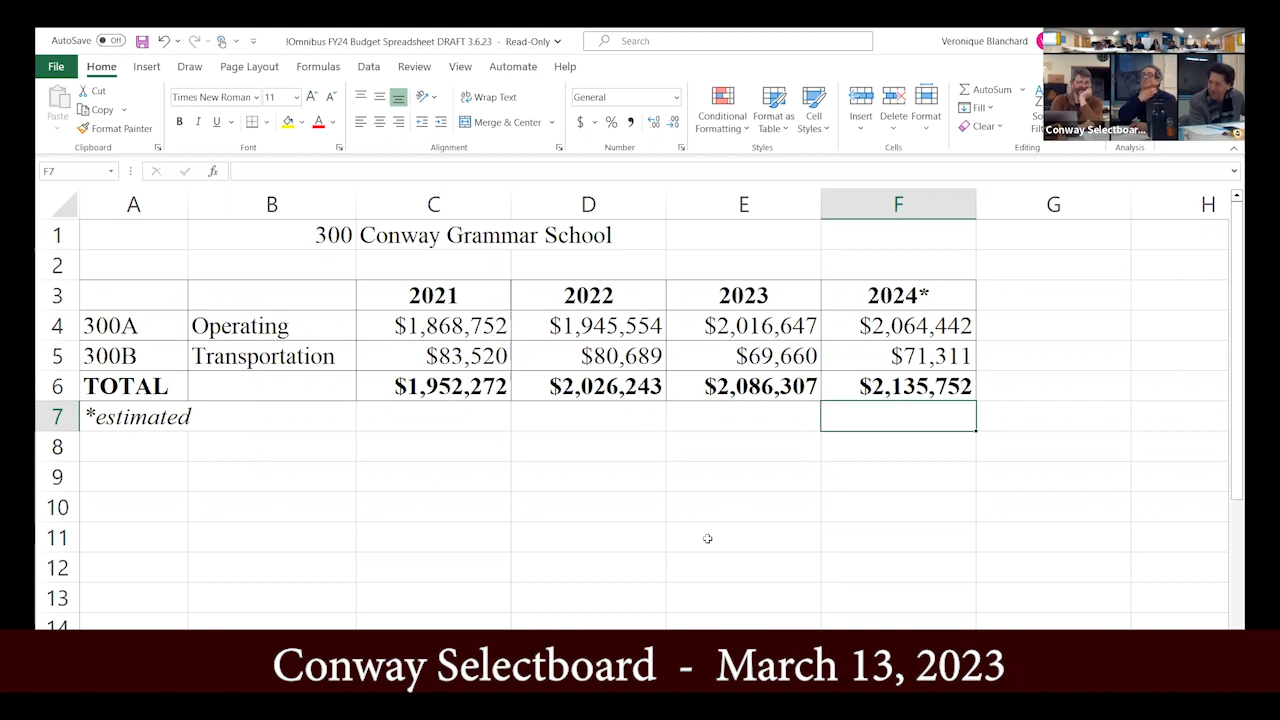 AutoSave Off !Omnibus FY24 Budget Spreadsheet DRAFT 3.6.23 - Read-Only Search Veronique Blanchard
File Home Insert Draw Page Layout Formulas Data Review View Automate Help
Paste Cut Copy Format Painter Clipboard
Times New Roman 11 A A B I U A Font
Wrap Text Merge & Center Alignment
General $ % , Number
Conditional Formatting Format as Table Cell Styles Styles
Insert Delete Format Cells
AutoSum Fill Clear Editing
Analysis
Conway Selectboar...
F7 fx
A B C D E F G H
1 300 Conway Grammar School
2
3 2021 2022 2023 2024*
4 300A Operating $1,868,752 $1,945,554 $2,016,647 $2,064,442
5 300B Transportation $83,520 $80,689 $69,660 $71,311
6 TOTAL $1,952,272 $2,026,243 $2,086,307 $2,135,752
7 *estimated
8
9
10
11
12
13
14
Conway Selectboard - March 13, 2023